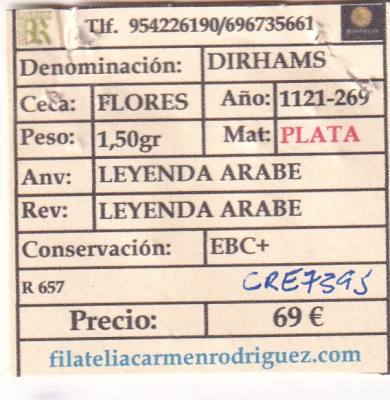 R Tlf. 954226190/696735661
Denominación: DIRHAMS
Ceca: FLORES Año: 1121-269
Peso: 1,50gr Mat: PLATA
Anv: LEYENDA ARABE
Rev: LEYENDA ARABE
Conservación: EBC+
R 657 CRE7395
Precio: 69 €
filateliacarmenrodriguez.com